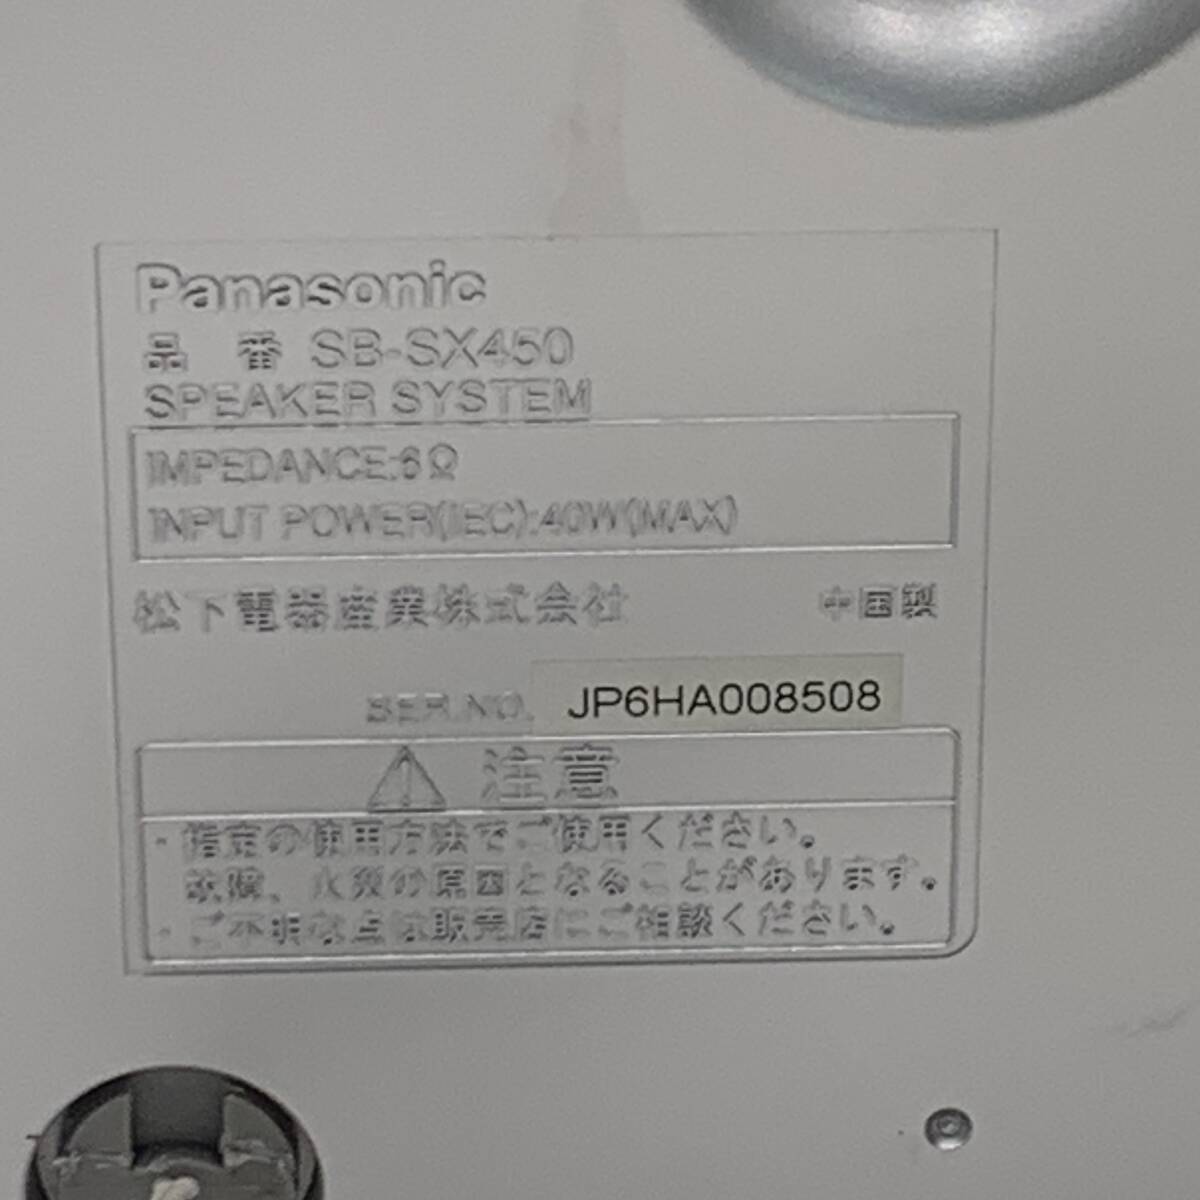 Panasonic
品 番 SB-SX450
SPEAKER SYSTEM
IMPEDANCE:6Ω
INPUT POWER(IEC):40W(MAX)
松下電器産業株式会社 中国製
SER.NO. JP6HA008508
⚠ 注意
・指定の使用方法でご使用ください。
故障、火災の原因となることがあります。
・ご不明な点は販売店にご相談ください。